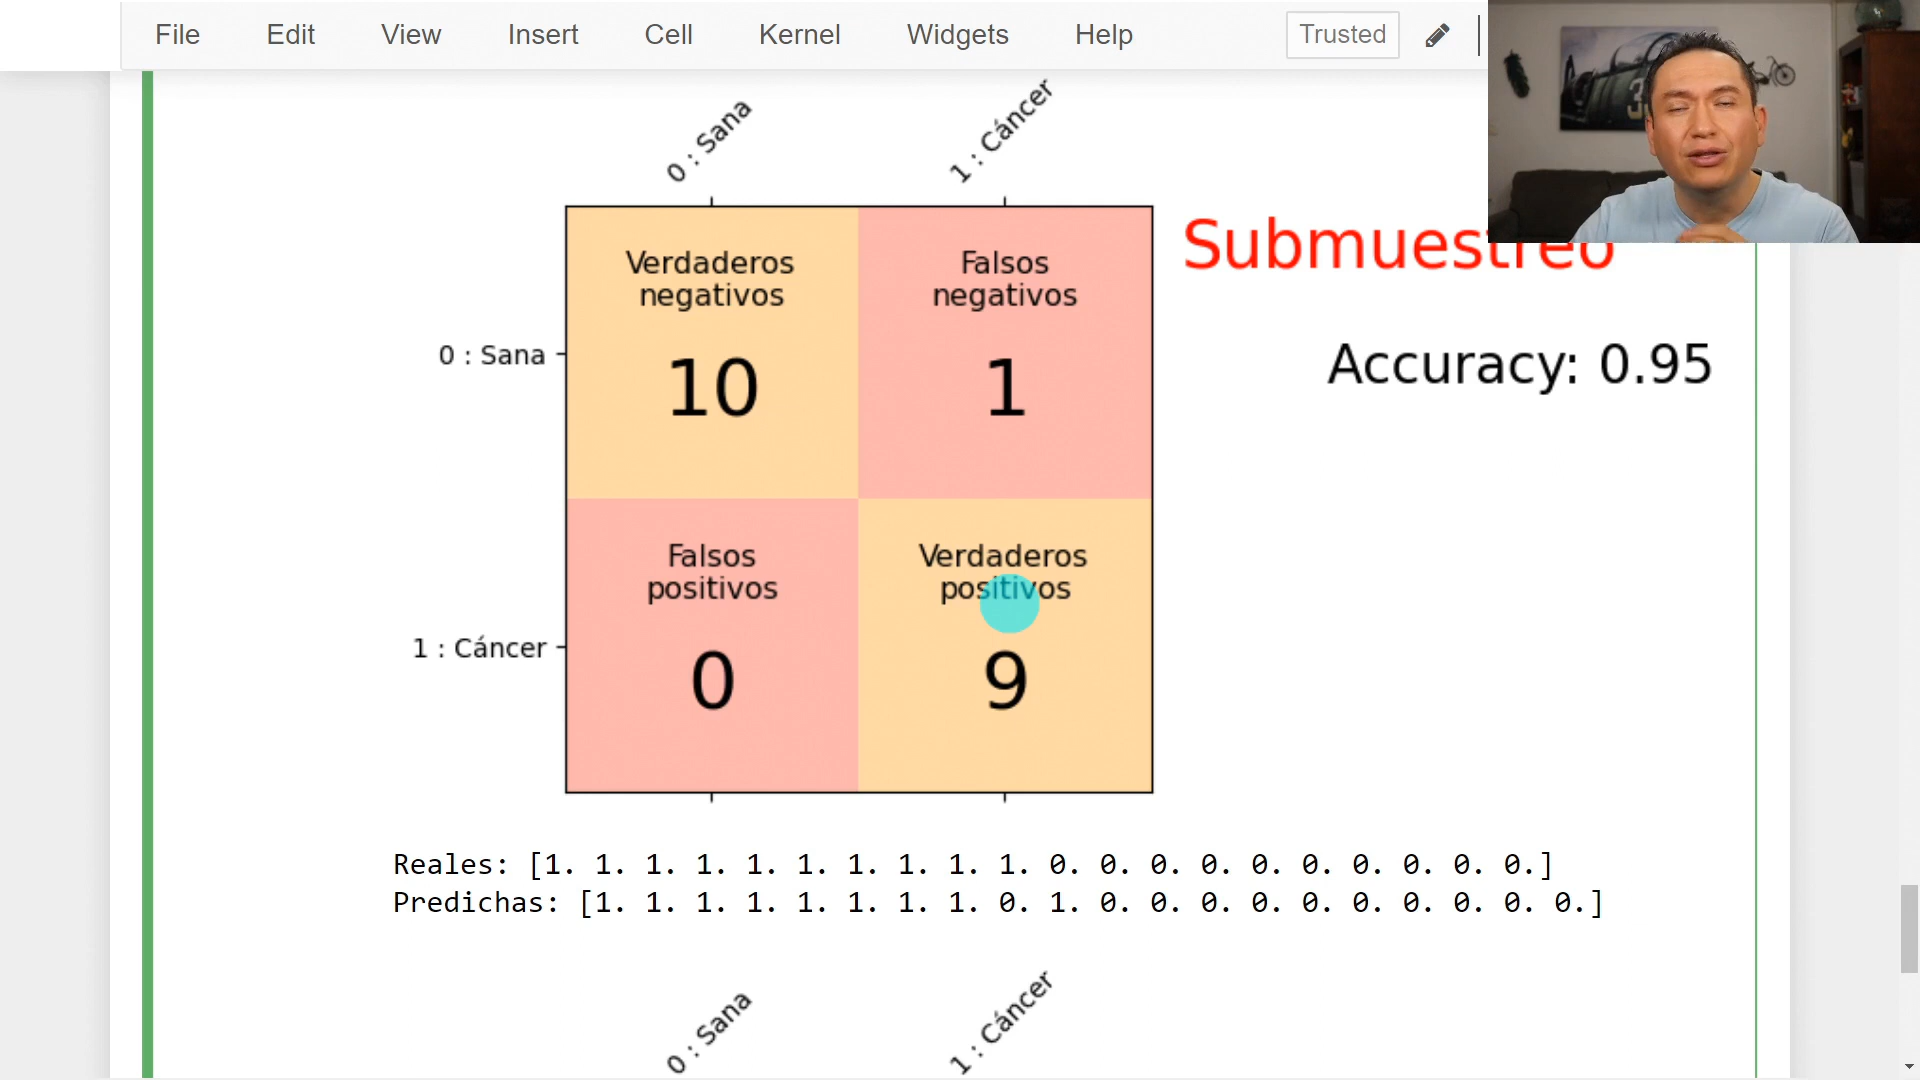 File Edit View Insert Cell Kernel Widgets Help Trusted
0 : Sana 1 : Cáncer
Submuestreo
Verdaderos negativos
10
Falsos negativos
1
0 : Sana
Accuracy: 0.95
Falsos positivos
0
Verdaderos positivos
9
1 : Cáncer
Reales: [1. 1. 1. 1. 1. 1. 1. 1. 1. 1. 0. 0. 0. 0. 0. 0. 0. 0. 0. 0.]
Predichas: [1. 1. 1. 1. 1. 1. 1. 1. 0. 1. 0. 0. 0. 0. 0. 0. 0. 0. 0. 0.]
0 : Sana 1 : Cáncer